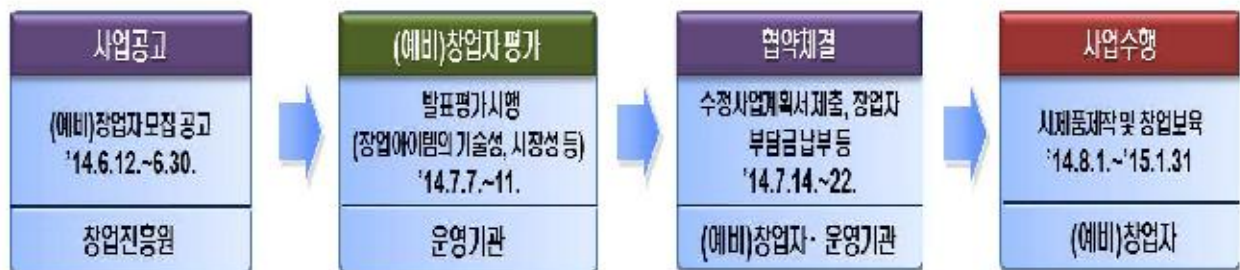 사업공고
(예비)창업자 모집 공고
'14.6.12.~6.30.
창업진흥원
(예비)창업자 평가
발표평가 시행
(창업아이템의 기술성, 시장성 등)
'14.7.7.~11.
운영기관
협약체결
수정사업계획서 제출, 창업자
부담금 납부 등
'14.7.14.~22.
(예비)창업자· 운영기관
사업수행
시제품제작 및 창업보육
'14.8.1.~'15.1.31
(예비)창업자